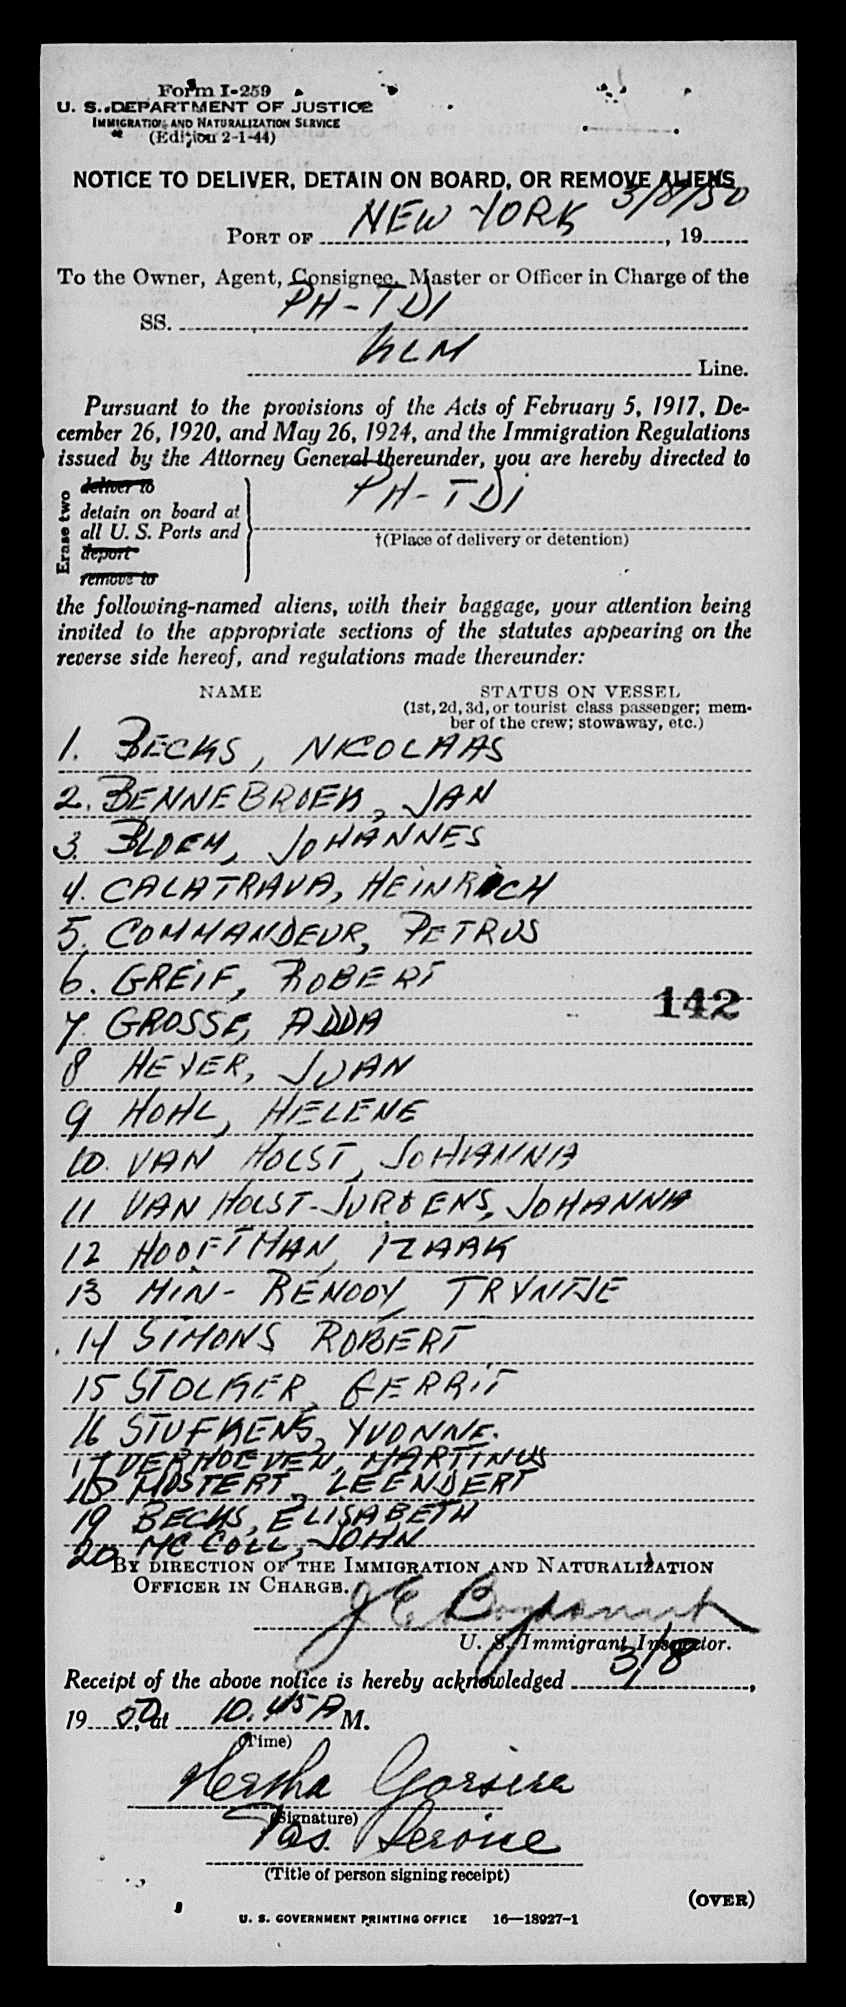 Form I-259
U. S. DEPARTMENT OF JUSTICE
IMMIGRATION AND NATURALIZATION SERVICE
(Edition 2-1-44)
NOTICE TO DELIVER, DETAIN ON BOARD, OR REMOVE ALIENS
3/8/50
PORT OF NEW YORK, 19
To the Owner, Agent, Consignee, Master or Officer in Charge of the
SS. PH-TDI
KLM Line.
Pursuant to the provisions of the Acts of February 5, 1917, De-
cember 26, 1920, and May 26, 1924, and the Immigration Regulations
issued by the Attorney General thereunder, you are hereby directed to
Erase two
deliver to
detain on board at
all U. S. Ports and
deport
remove to
PH-TDi
†(Place of delivery or detention)
the following-named aliens, with their baggage, your attention being
invited to the appropriate sections of the statutes appearing on the
reverse side hereof, and regulations made thereunder:
NAME STATUS ON VESSEL
(1st, 2d, 3d, or tourist class passenger; mem-
ber of the crew; stowaway, etc.)
1. BECKS, NICOLAAS
2. BENNEBROEK, JAN
3. BLOEM, JOHANNES
4. CALATRAVA, HEINRICH
5. COMMANDEUR, PETRUS
6. GREIF, ROBERT
142
7. GROSSE, ADDA
8 HEYER, JUAN
9 HOHL, HELENE
10. VAN HOLST, JOHANNA
11 VAN HOLST-JURGENS, JOHANNA
12 HOOFTMAN, IZAAK
13 MIN-RENOOY, TRYNTJE
14 SIMONS ROBERT
15 STOLKER, GERRIT
16 STUFKENS, YVONNE.
17 VERHOEVEN, MARTINUS
18 MOSTERT, LEENDERT
19 BECKS, ELISABETH
20 MC COLL, JOHN
BY DIRECTION OF THE IMMIGRATION AND NATURALIZATION
OFFICER IN CHARGE.
J E
U. S. Immigrant Inspector.
Receipt of the above notice is hereby acknowledged 3/8,
19 50, at 10.45 A M.
(Time)
Hertha
(Signature)
Pas. Service
(Title of person signing receipt)
(OVER)
U. S. GOVERNMENT PRINTING OFFICE 16—18927-1